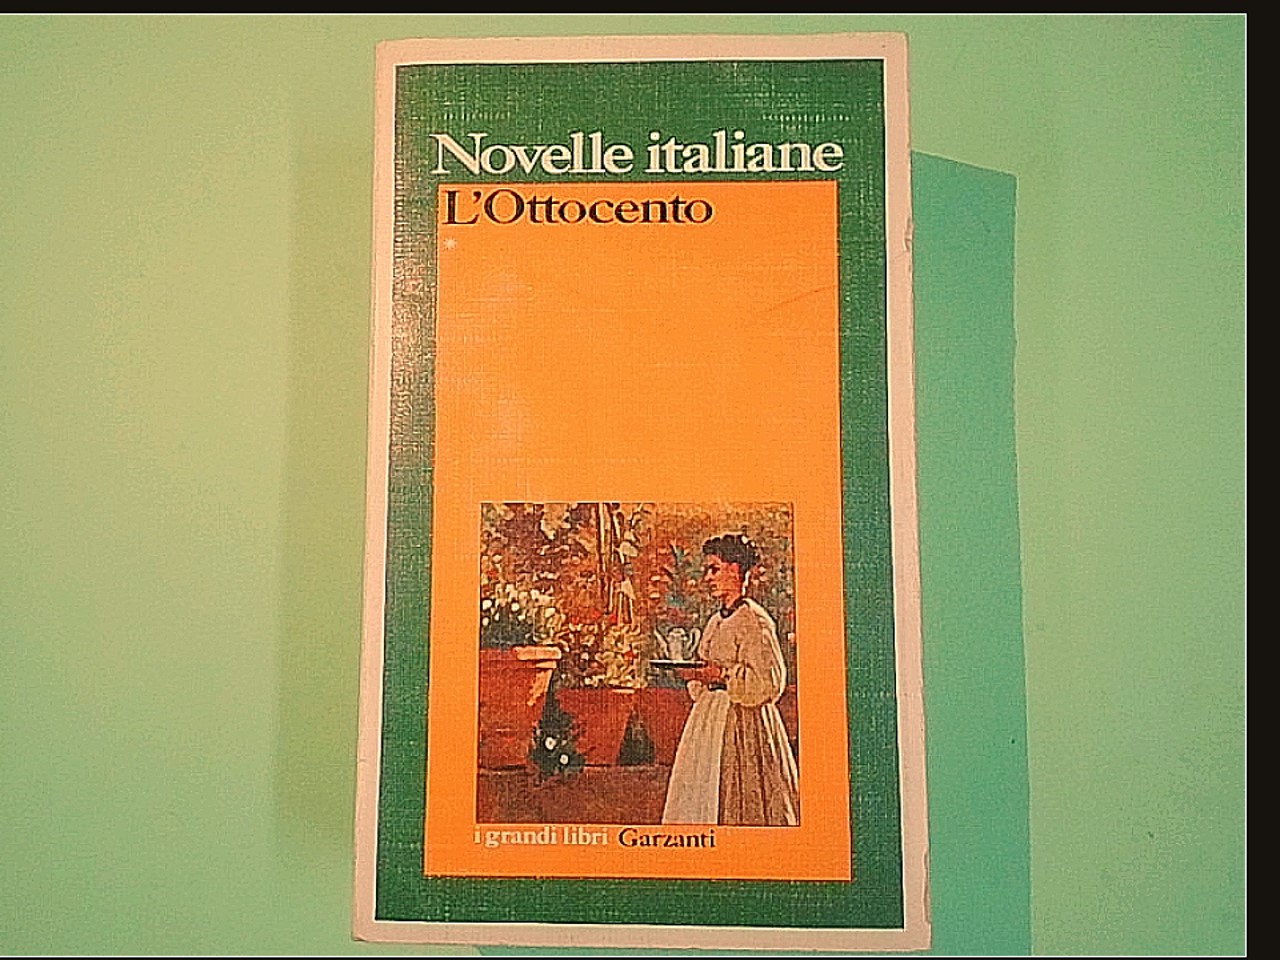 Novelle italiane
L'Ottocento
*
i grandi libri Garzanti